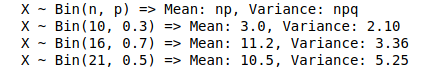 X ~ Bin(n, p) => Mean: np, Variance: npq
X ~ Bin(10, 0.3) => Mean: 3.0, Variance: 2.10
X ~ Bin(16, 0.7) => Mean: 11.2, Variance: 3.36
X ~ Bin(21, 0.5) => Mean: 10.5, Variance: 5.25